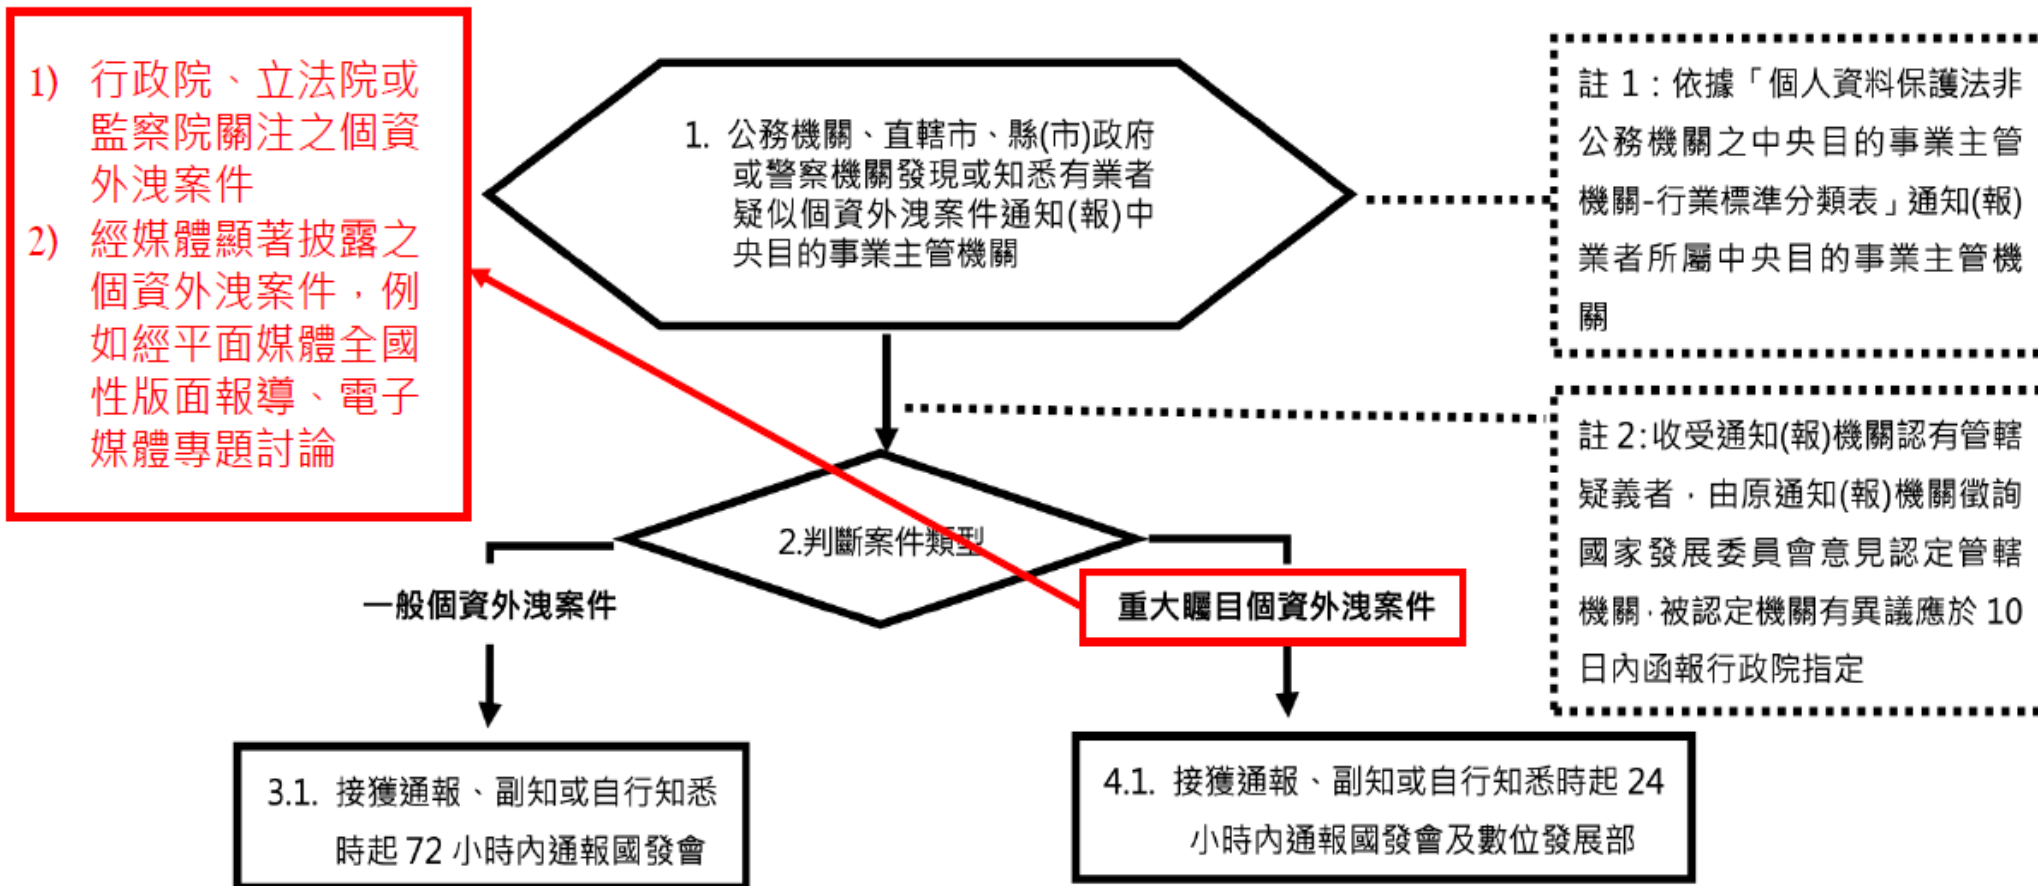 1) 行政院、立法院或
監察院關注之個資
外洩案件
2) 經媒體顯著披露之
個資外洩案件，例
如經平面媒體全國
性版面報導、電子
媒體專題討論
1. 公務機關、直轄市、縣(市)政府
或警察機關發現或知悉有業者
疑似個資外洩案件通知(報)中
央目的事業主管機關
註 1：依據「個人資料保護法非
公務機關之中央目的事業主管
機關-行業標準分類表」通知(報)
業者所屬中央目的事業主管機
關
註 2:收受通知(報)機關認有管轄
疑義者，由原通知(報)機關徵詢
國家發展委員會意見認定管轄
機關，被認定機關有異議應於 10
日內函報行政院指定
2.判斷案件類型
一般個資外洩案件
重大矚目個資外洩案件
3.1. 接獲通報、副知或自行知悉
時起 72 小時內通報國發會
4.1. 接獲通報、副知或自行知悉時起 24
小時內通報國發會及數位發展部